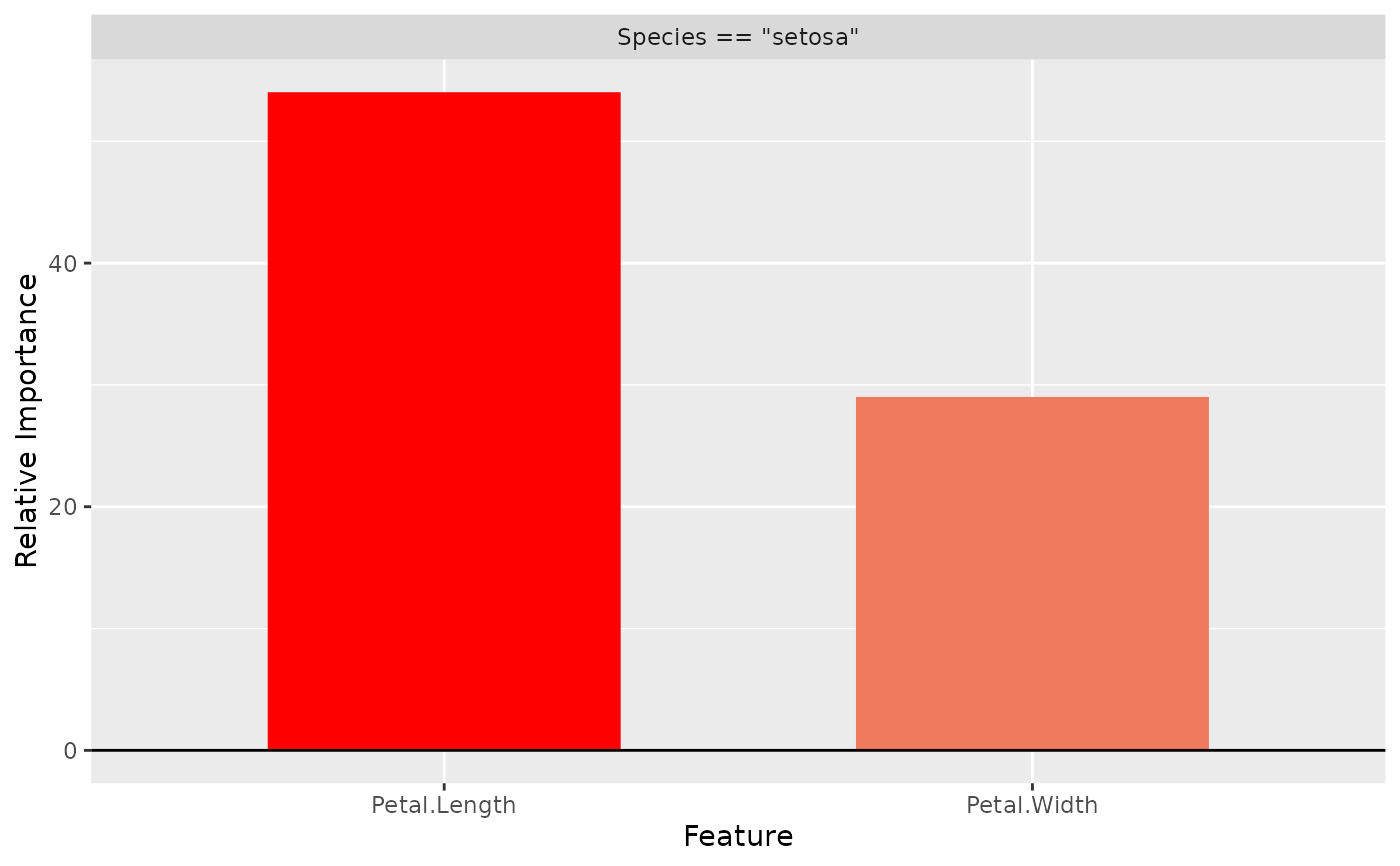 Species == "setosa"
Relative Importance
40
20
0
Petal.Length
Petal.Width
Feature